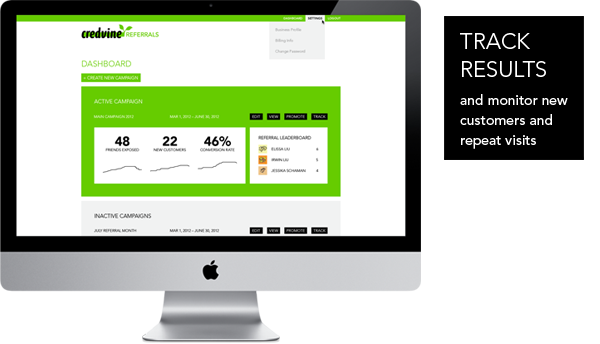 DASHBOARD SETTINGS LOGOUT
credvine REFERRALS
Business Profile
Billing Info
Change Password
DASHBOARD
+ CREATE NEW CAMPAIGN
ACTIVE CAMPAIGN
MAIN CAMPAIGN 2012 MAR 1, 2012 – JUNE 30, 2012 EDIT VIEW PROMOTE TRACK
48 22 46%
FRIENDS EXPOSED NEW CUSTOMERS CONVERSION RATE
REFERRAL LEADERBOARD
ELISSA LIU 6
IRWIN LIU 5
JESSIKA SCHAMAN 4
INACTIVE CAMPAIGNS
JULY REFERRAL MONTH MAR 1, 2012 – JUNE 30, 2012 EDIT VIEW PROMOTE TRACK
TRACK
RESULTS
and monitor new
customers and
repeat visits